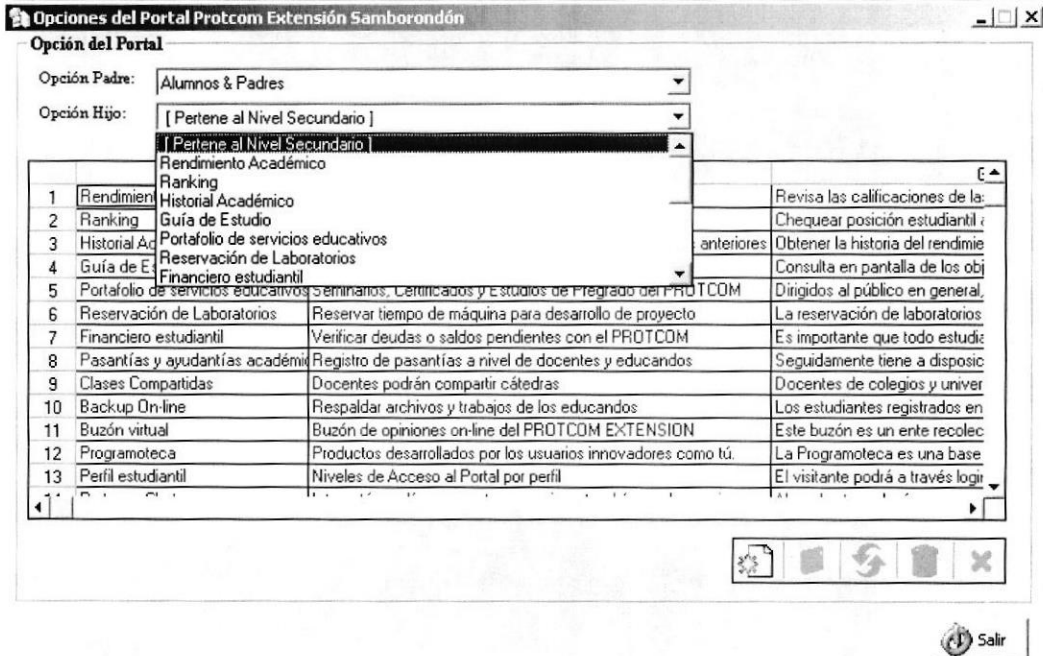 Opciones del Portal Protcom Extensión Samborondón
Opción del Portal
Opción Padre: Alumnos & Padres
Opción Hijo: [ Pertene al Nivel Secundario ]
[ Pertene al Nivel Secundario ]
Rendimiento Académico
Ranking
Historial Académico
Guía de Estudio
Portafolio de servicios educativos
Reservación de Laboratorios
Financiero estudiantil
1 Rendimien Revisa las calificaciones de la
2 Ranking Chequear posición estudiantil
3 Historial Ac anteriores Obtener la historia del rendimie
4 Guía de E Consulta en pantalla de los obj
5 Portafolio de servicios educativos Seminarios, Certificados y Estudios de Pregrado del PROTCOM Dirigidos al público en general,
6 Reservación de Laboratorios Reservar tiempo de máquina para desarrollo de proyecto La reservación de laboratorios
7 Financiero estudiantil Verificar deudas o saldos pendientes con el PROTCOM Es importante que todo estudia
8 Pasantías y ayudantías académi Registro de pasantías a nivel de docentes y educandos Seguidamente tiene a disposic
9 Clases Compartidas Docentes podrán compartir cátedras Docentes de colegios y univer
10 Backup On-line Respaldar archivos y trabajos de los educandos Los estudiantes registrados en
11 Buzón virtual Buzón de opiniones on-line del PROTCOM EXTENSION Este buzón es un ente recolec
12 Programoteca Productos desarrollados por los usuarios innovadores como tú. La Programoteca es una base
13 Perfil estudiantil Niveles de Acceso al Portal por perfil El visitante podrá a través logir
Salir